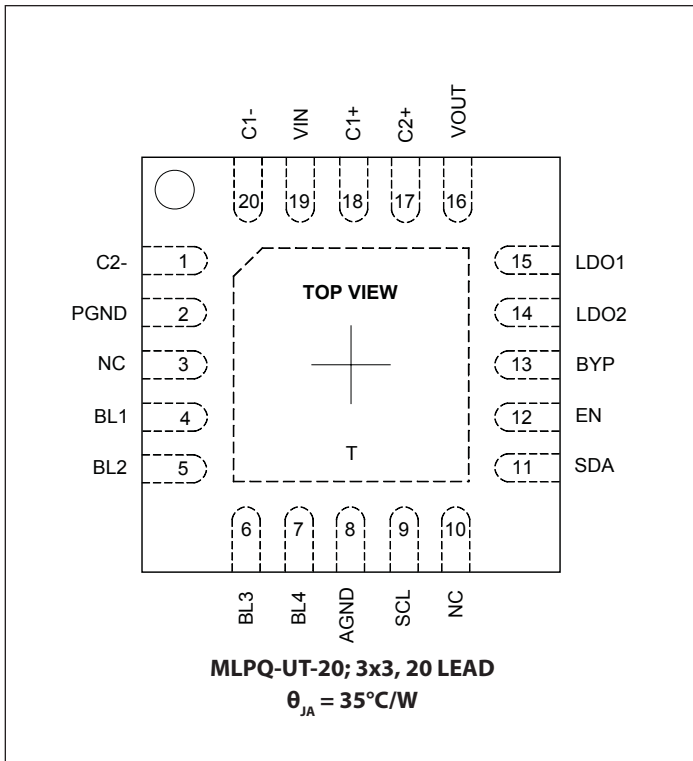 C1-
VIN
C1+
C2+
VOUT
20
19
18
17
16
C2-
1
PGND
2
NC
3
BL1
4
BL2
5
TOP VIEW
T
15
LDO1
14
LDO2
13
BYP
12
EN
11
SDA
6
7
8
9
10
BL3
BL4
AGND
SCL
NC
MLPQ-UT-20; 3x3, 20 LEAD
θJA = 35°C/W